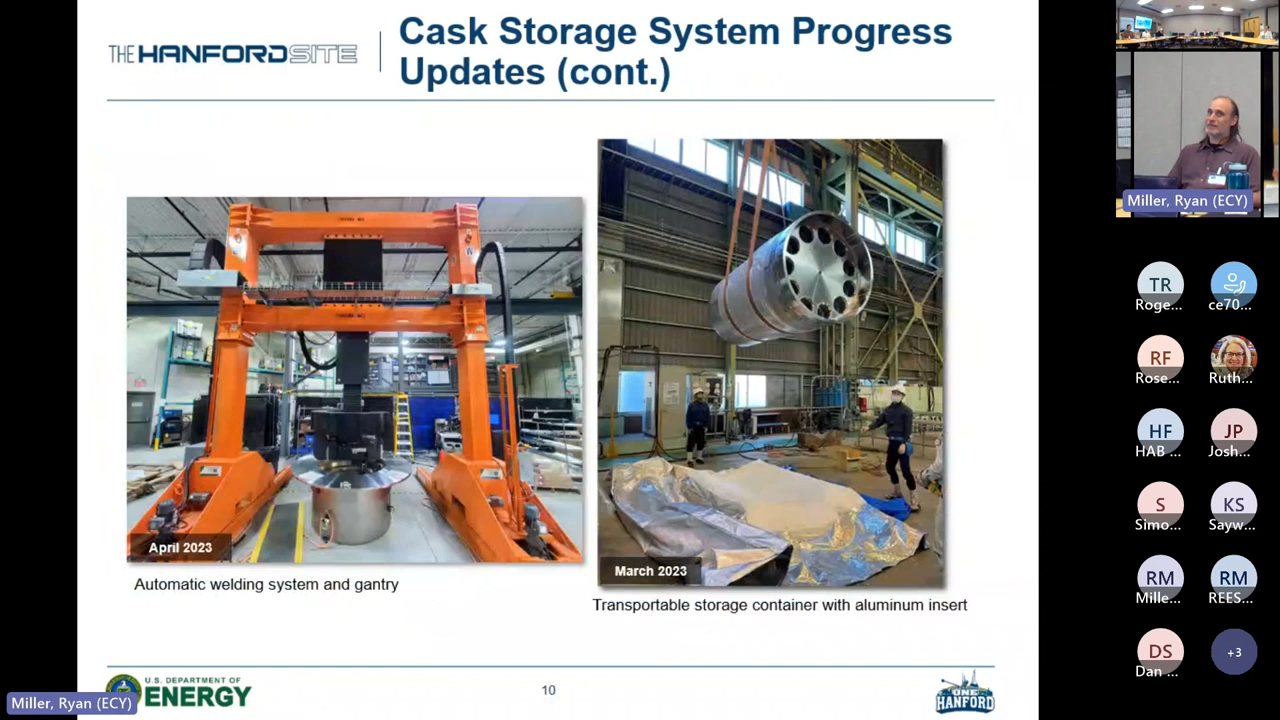 THE HANFORD SITE
Cask Storage System Progress
Updates (cont.)
April 2023
Automatic welding system and gantry
March 2023
Transportable storage container with aluminum insert
U.S. DEPARTMENT OF
ENERGY
10
ONE
HANFORD
Miller, Ryan (ECY)
Miller, Ryan (ECY)
TR
Roge...
ce70...
RF
Rose...
Ruth...
HF
HAB ...
JP
Josh...
S
Simo...
KS
Sayw...
RM
Mille...
RM
REES...
DS
Dan ...
+3